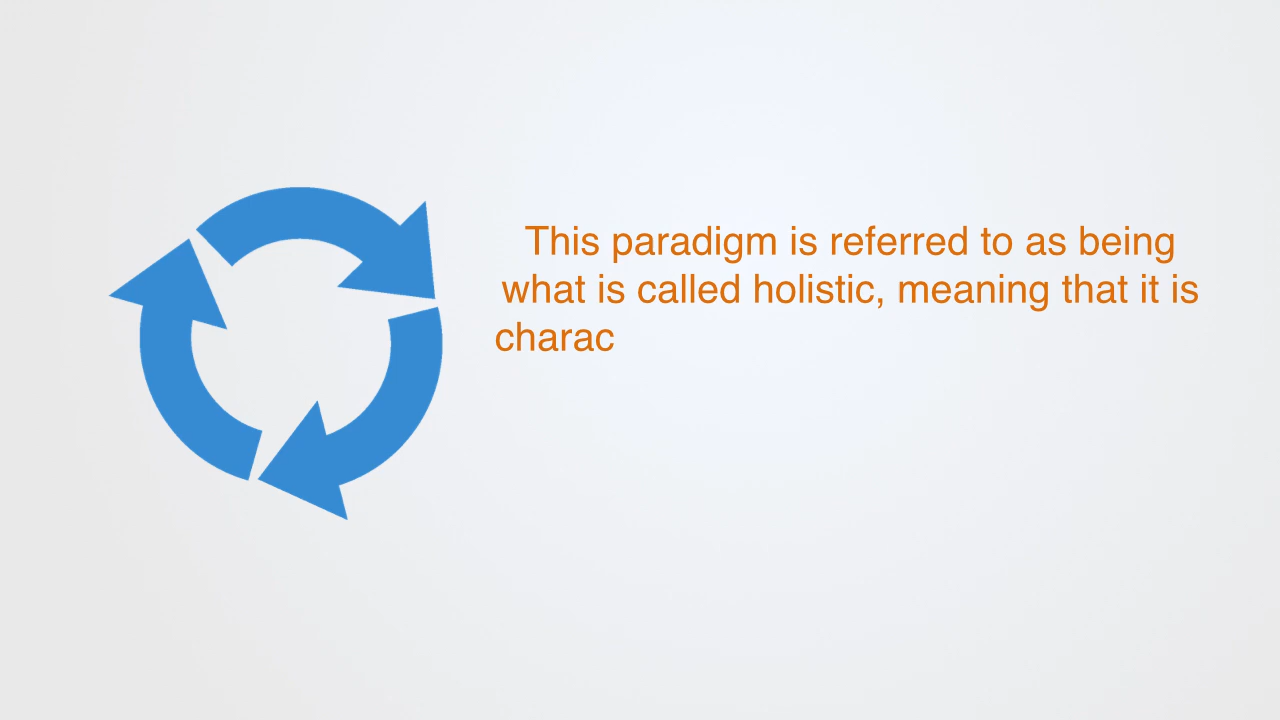 This paradigm is referred to as being
what is called holistic, meaning that it is
charac